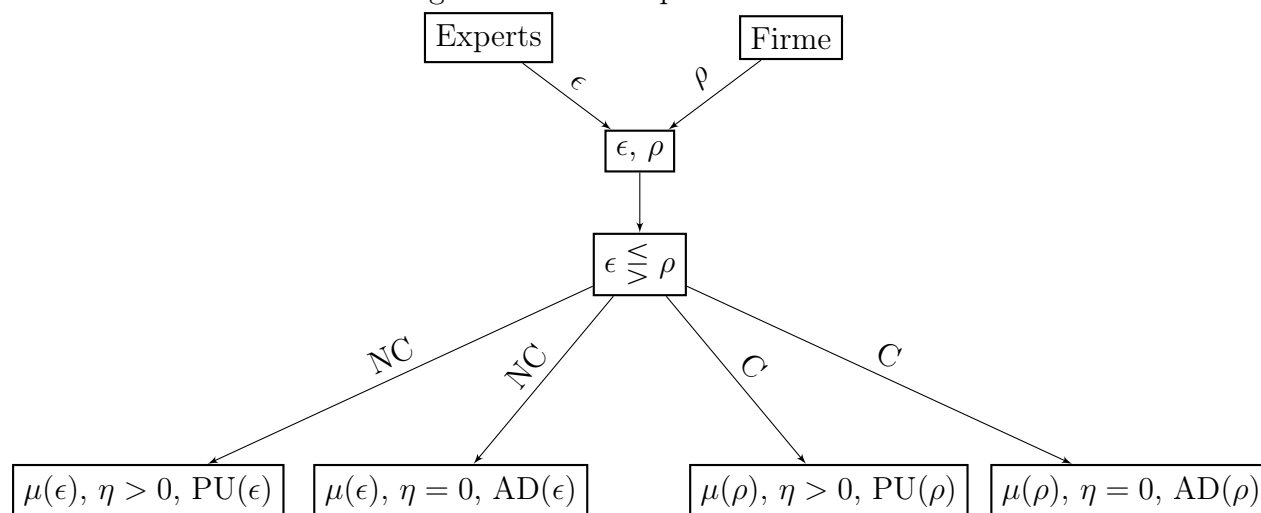 Experts
Firme
ϵ
ρ
ϵ, ρ
ϵ ⪋ ρ
NC
NC
C
C
μ(ϵ), η > 0, PU(ϵ)
μ(ϵ), η = 0, AD(ϵ)
μ(ρ), η > 0, PU(ρ)
μ(ρ), η = 0, AD(ρ)